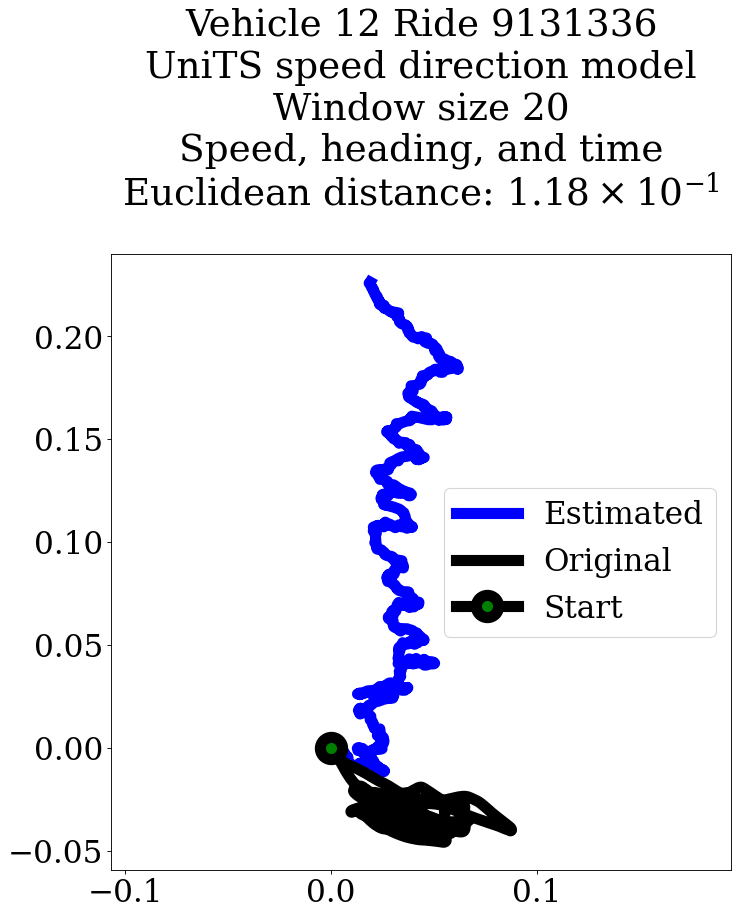 Vehicle 12 Ride 9131336
UniTS speed direction model
Window size 20
Speed, heading, and time
Euclidean distance: 1.18 × 10⁻¹
0.20
0.15
0.10
0.05
0.00
−0.05
Estimated
Original
Start
−0.1
0.0
0.1